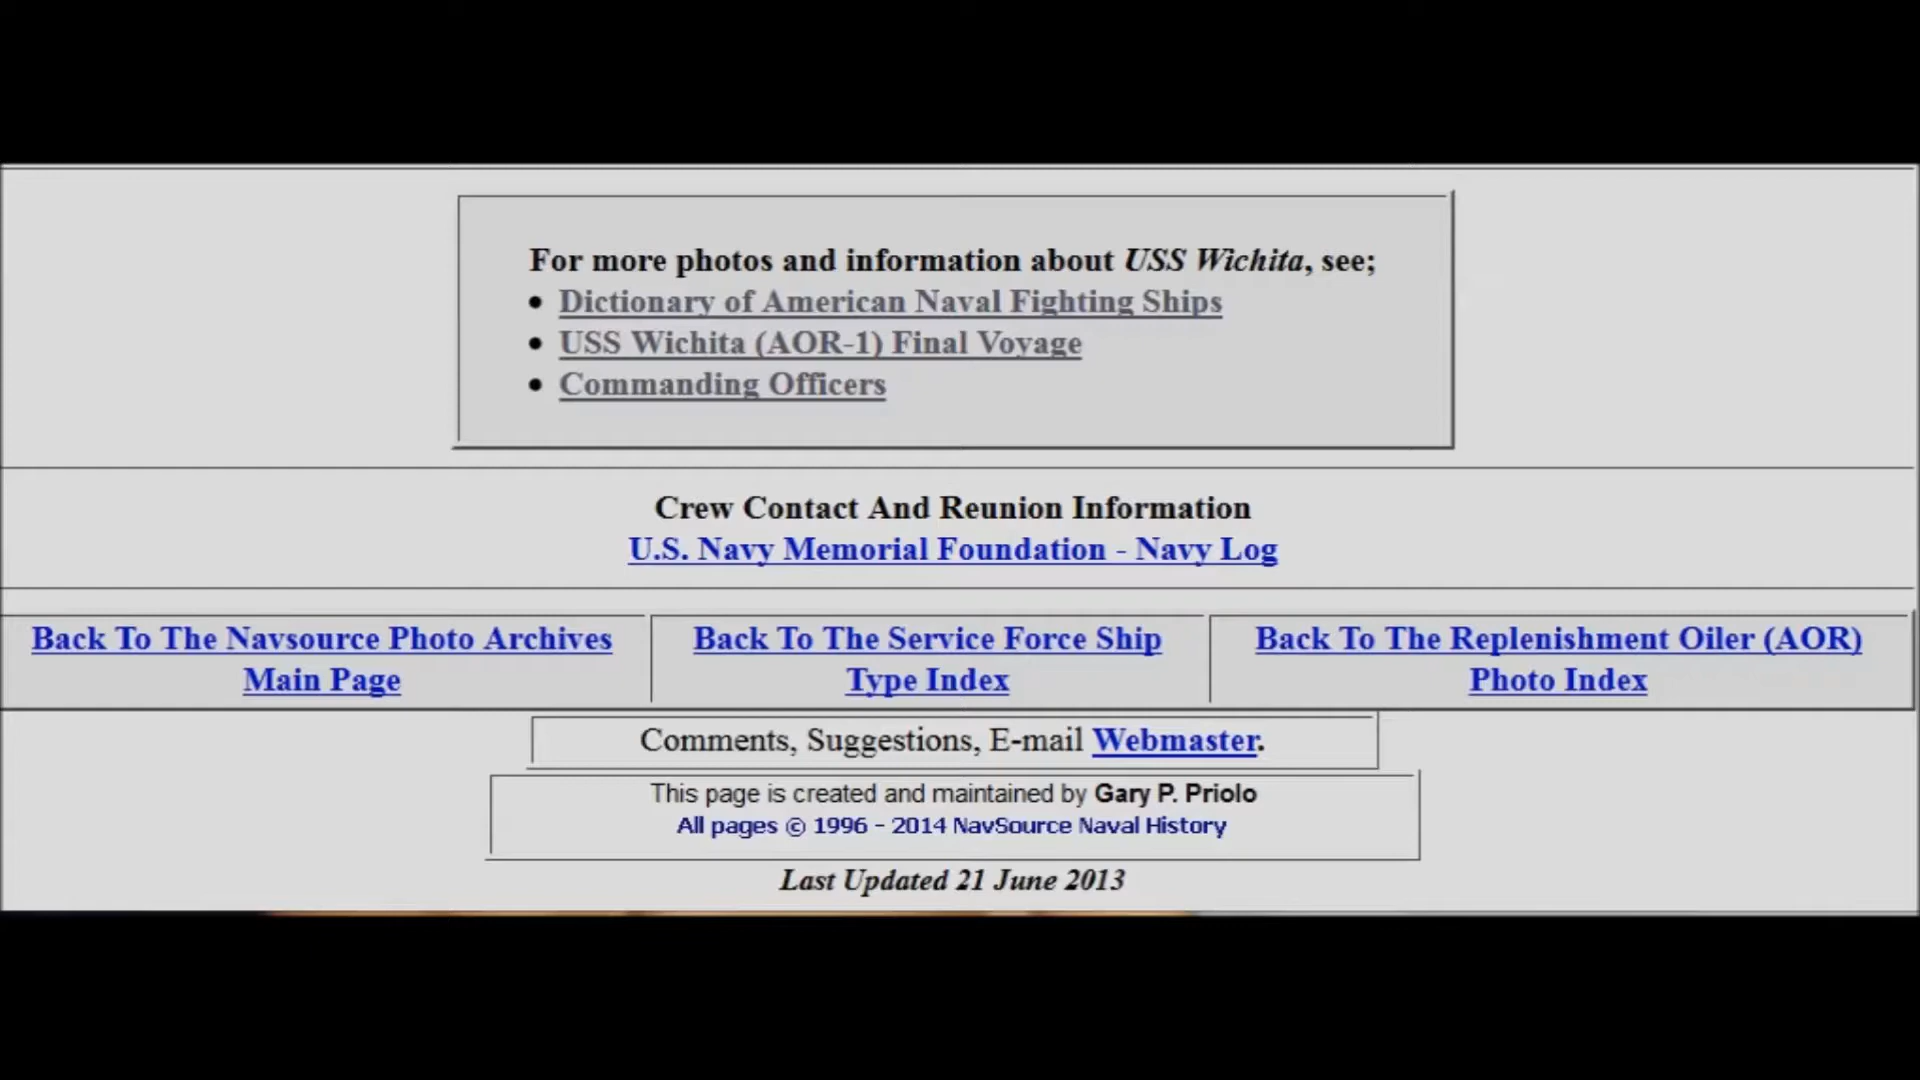 For more photos and information about USS Wichita, see;
• Dictionary of American Naval Fighting Ships
• USS Wichita (AOR-1) Final Voyage
• Commanding Officers
Crew Contact And Reunion Information
U.S. Navy Memorial Foundation - Navy Log
Back To The Navsource Photo Archives
Main Page
Back To The Service Force Ship
Type Index
Back To The Replenishment Oiler (AOR)
Photo Index
Comments, Suggestions, E-mail Webmaster.
This page is created and maintained by Gary P. Priolo
All pages © 1996 - 2014 NavSource Naval History
Last Updated 21 June 2013